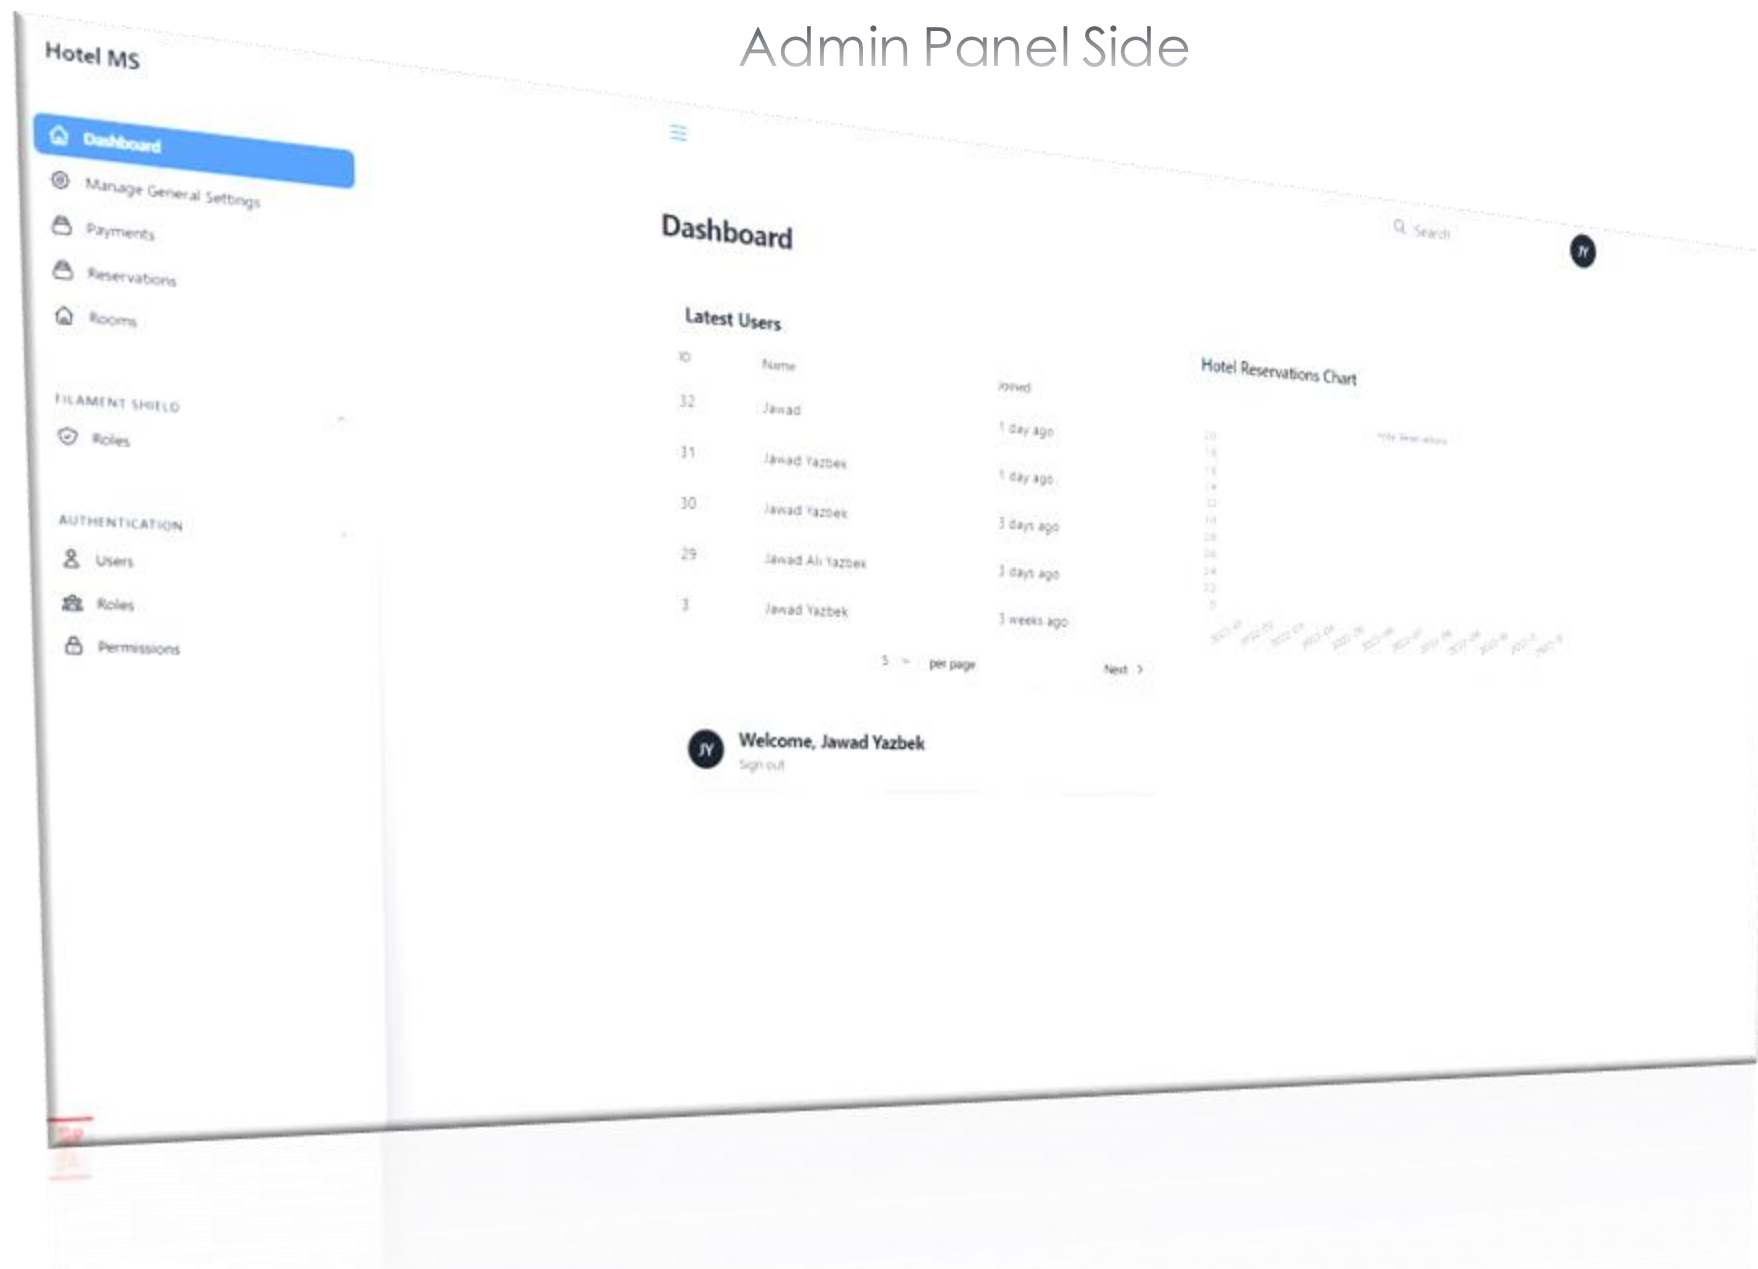 Admin Panel Side
Hotel MS
Dashboard
Manage General Settings
Payments
Reservations
Rooms
FILAMENT SHIELD
Roles
AUTHENTICATION
Users
Roles
Permissions
Search
JY
Dashboard
Latest Users
ID Name Joined
32 Jawad 1 day ago
31 Jawad Yazbek 1 day ago
30 Jawad Yazbek 3 days ago
29 Jawad Ali Yazbek 3 days ago
3 Jawad Yazbek 3 weeks ago
5 per page Next
Hotel Reservations Chart
JY
Welcome, Jawad Yazbek
Sign out